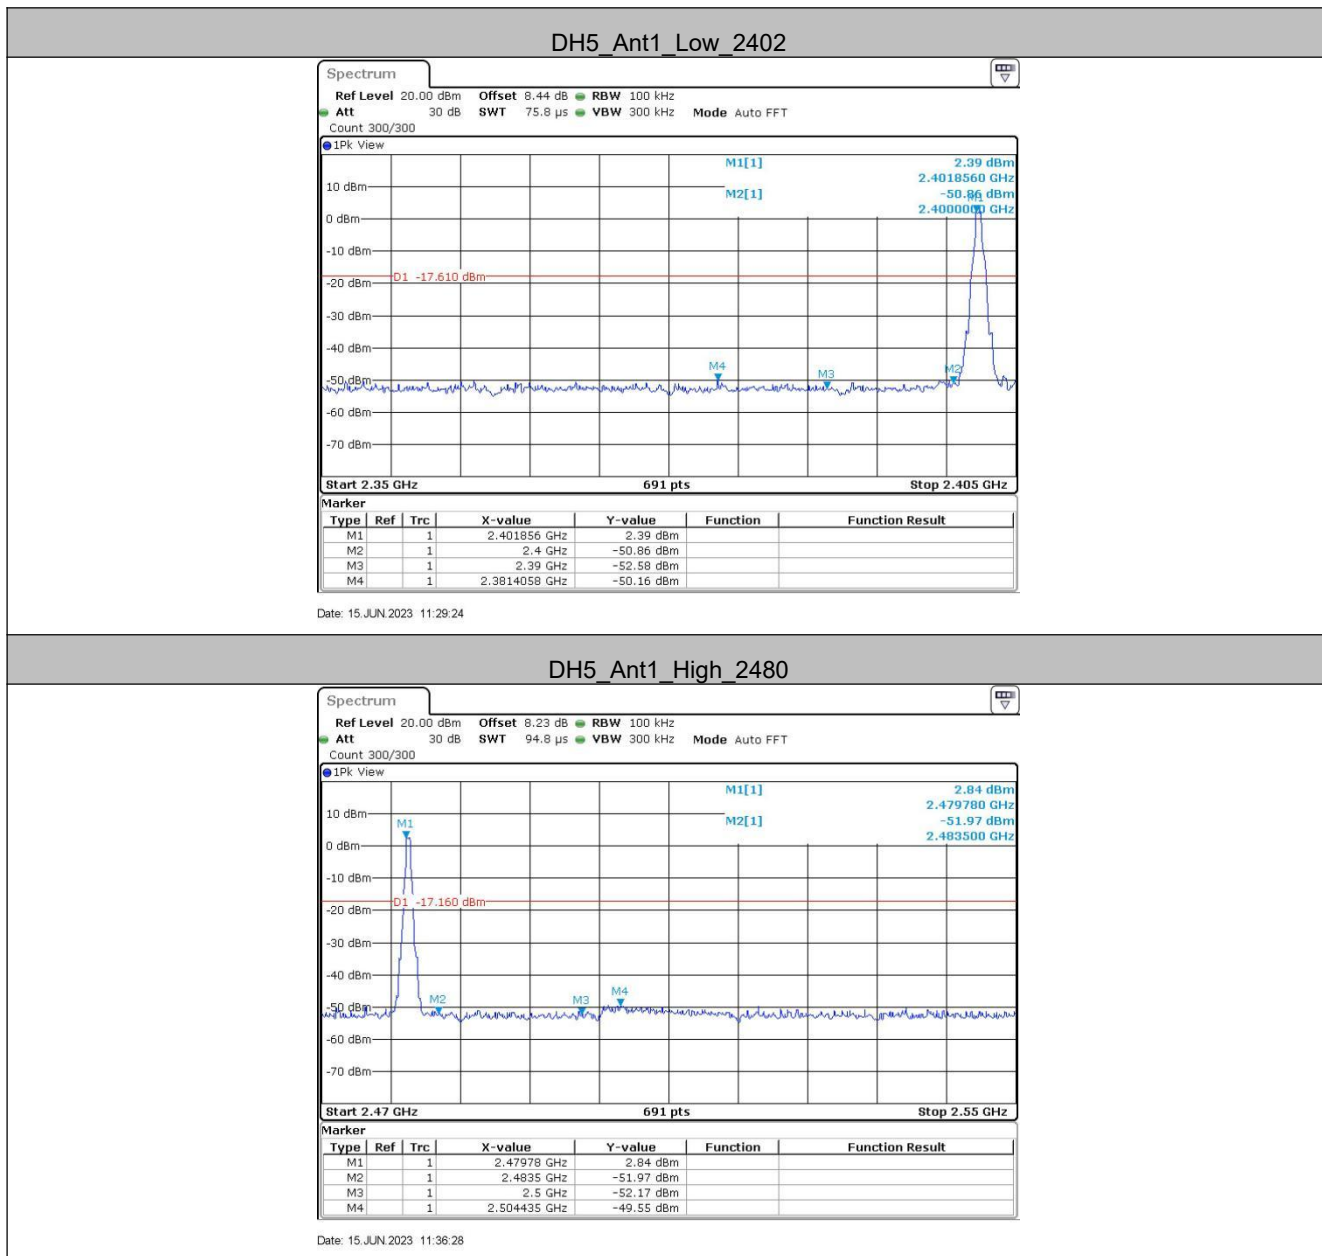 DH5_Ant1_Low_2402
Spectrum
Ref Level 20.00 dBm Offset 8.44 dB RBW 100 kHz
Att 30 dB SWT 75.8 µs VBW 300 kHz Mode Auto FFT
Count 300/300
1Pk View
M1[1] 2.39 dBm
2.4018560 GHz
M2[1] -50.86 dBm
2.4000000 GHz
M1
10 dBm
0 dBm
-10 dBm
D1 -17.610 dBm
-20 dBm
-30 dBm
-40 dBm
M4 M3 M2
-50 dBm
-60 dBm
-70 dBm
Start 2.35 GHz 691 pts Stop 2.405 GHz
Marker
Type Ref Trc X-value Y-value Function Function Result
M1 1 2.401856 GHz 2.39 dBm
M2 1 2.4 GHz -50.86 dBm
M3 1 2.39 GHz -52.58 dBm
M4 1 2.3814058 GHz -50.16 dBm
Date: 15.JUN.2023 11:29:24
DH5_Ant1_High_2480
Spectrum
Ref Level 20.00 dBm Offset 8.23 dB RBW 100 kHz
Att 30 dB SWT 94.8 µs VBW 300 kHz Mode Auto FFT
Count 300/300
1Pk View
M1[1] 2.84 dBm
2.479780 GHz
M2[1] -51.97 dBm
2.483500 GHz
10 dBm
M1
0 dBm
-10 dBm
D1 -17.160 dBm
-20 dBm
-30 dBm
-40 dBm
M2 M3 M4
-50 dBm
-60 dBm
-70 dBm
Start 2.47 GHz 691 pts Stop 2.55 GHz
Marker
Type Ref Trc X-value Y-value Function Function Result
M1 1 2.47978 GHz 2.84 dBm
M2 1 2.4835 GHz -51.97 dBm
M3 1 2.5 GHz -52.17 dBm
M4 1 2.504435 GHz -49.55 dBm
Date: 15.JUN.2023 11:36:28